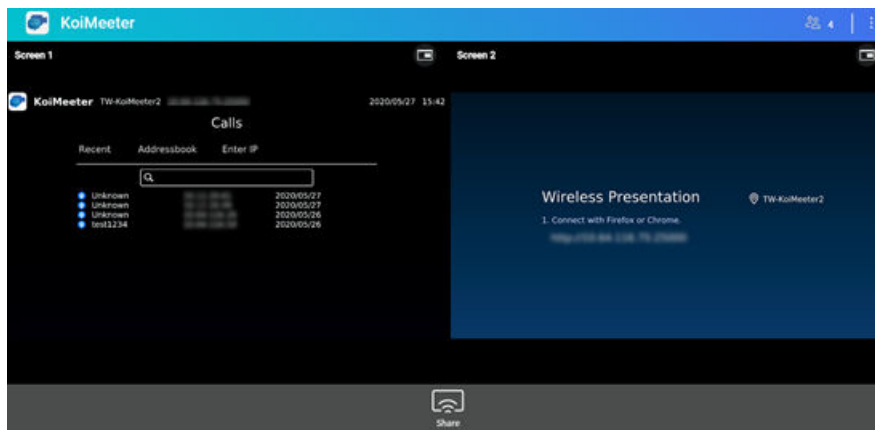 KoiMeeter
4
Screen 1
Screen 2
KoiMeeter TW-KoiMeeter2 2020/05/27 15:42
Calls
Recent Addressbook Enter IP
Unknown 2020/05/27
Unknown 2020/05/27
Unknown 2020/05/26
test1234 2020/05/26
Wireless Presentation
TW-KoiMeeter2
1. Connect with Firefox or Chrome.
Share